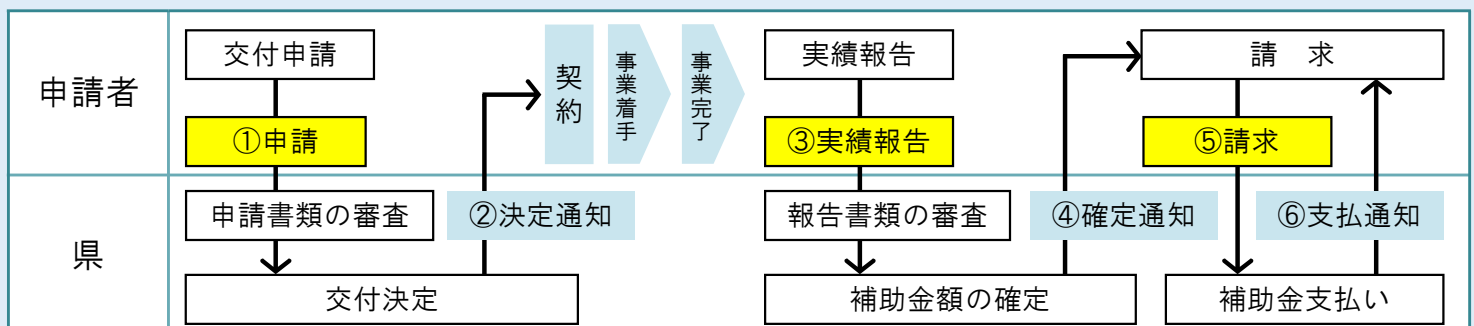 申請者
交付申請
①申請
契約
事業着手
事業完了
実績報告
③実績報告
請 求
⑤請求
県
申請書類の審査
②決定通知
交付決定
報告書類の審査
④確定通知
補助金額の確定
⑥支払通知
補助金支払い